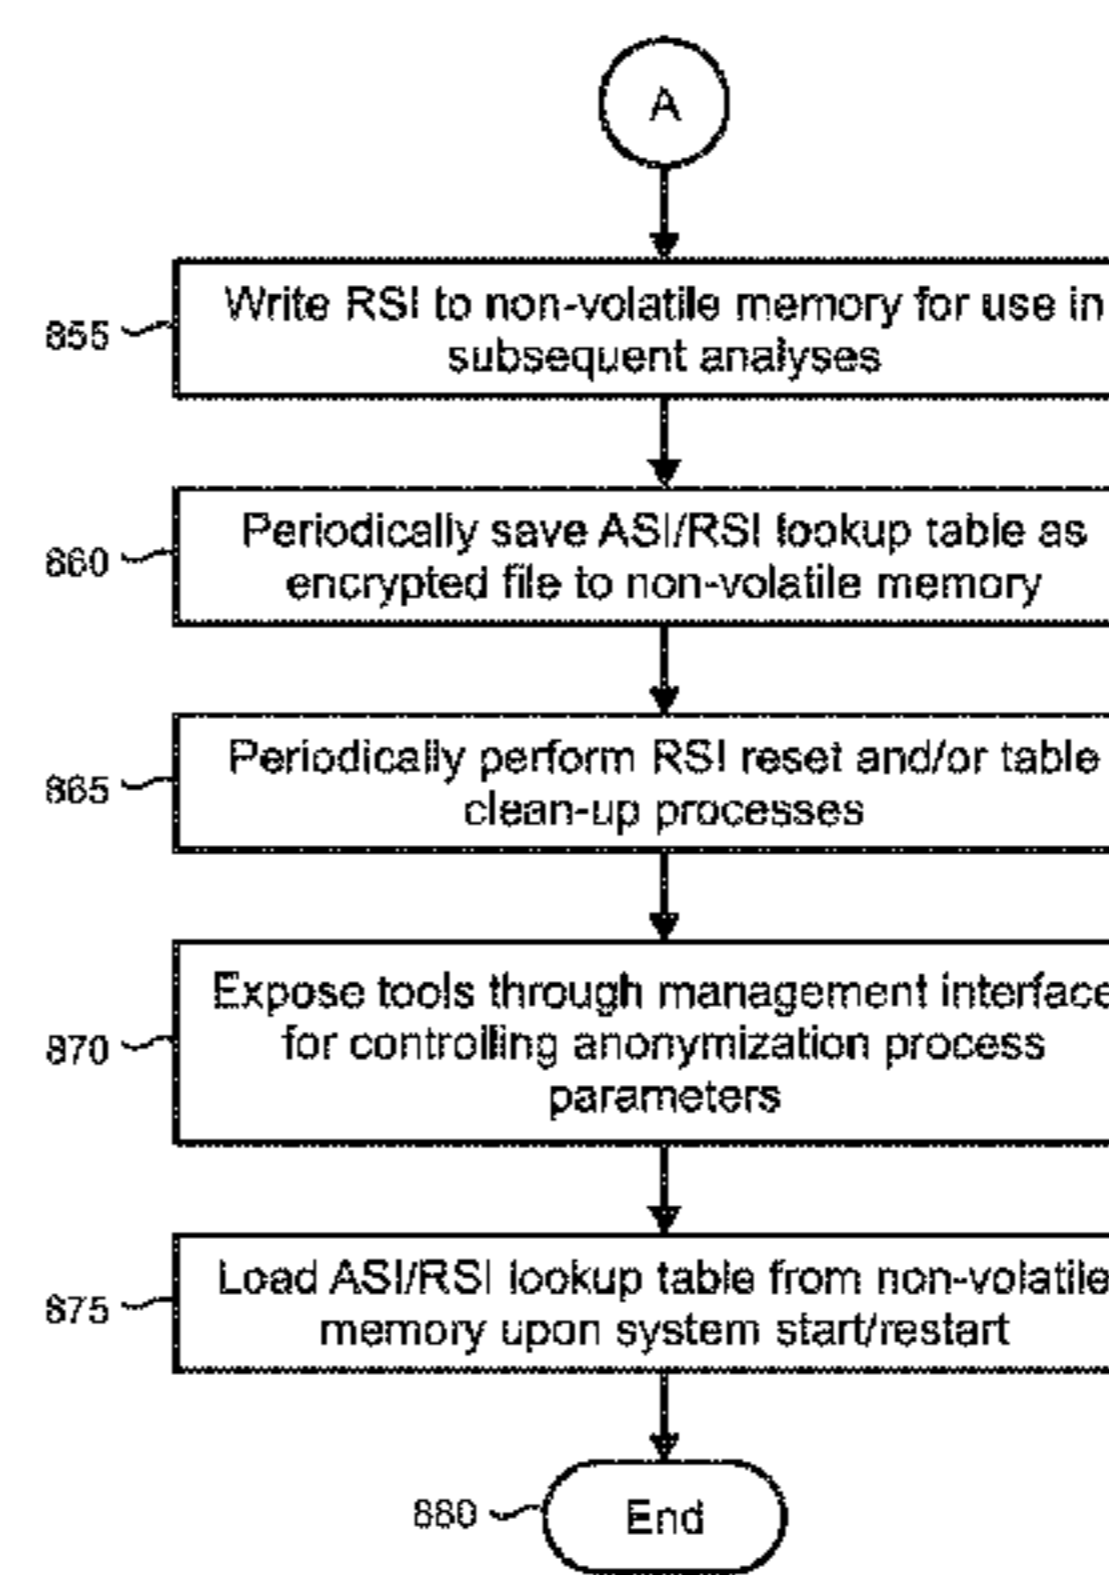 A
855
Write RSI to non-volatile memory for use in
subsequent analyses
860
Periodically save ASI/RSI lookup table as
encrypted file to non-volatile memory
865
Periodically perform RSI reset and/or table
clean-up processes
870
Expose tools through management interface
for controlling anonymization process
parameters
875
Load ASI/RSI lookup table from non-volatile
memory upon system start/restart
880
End